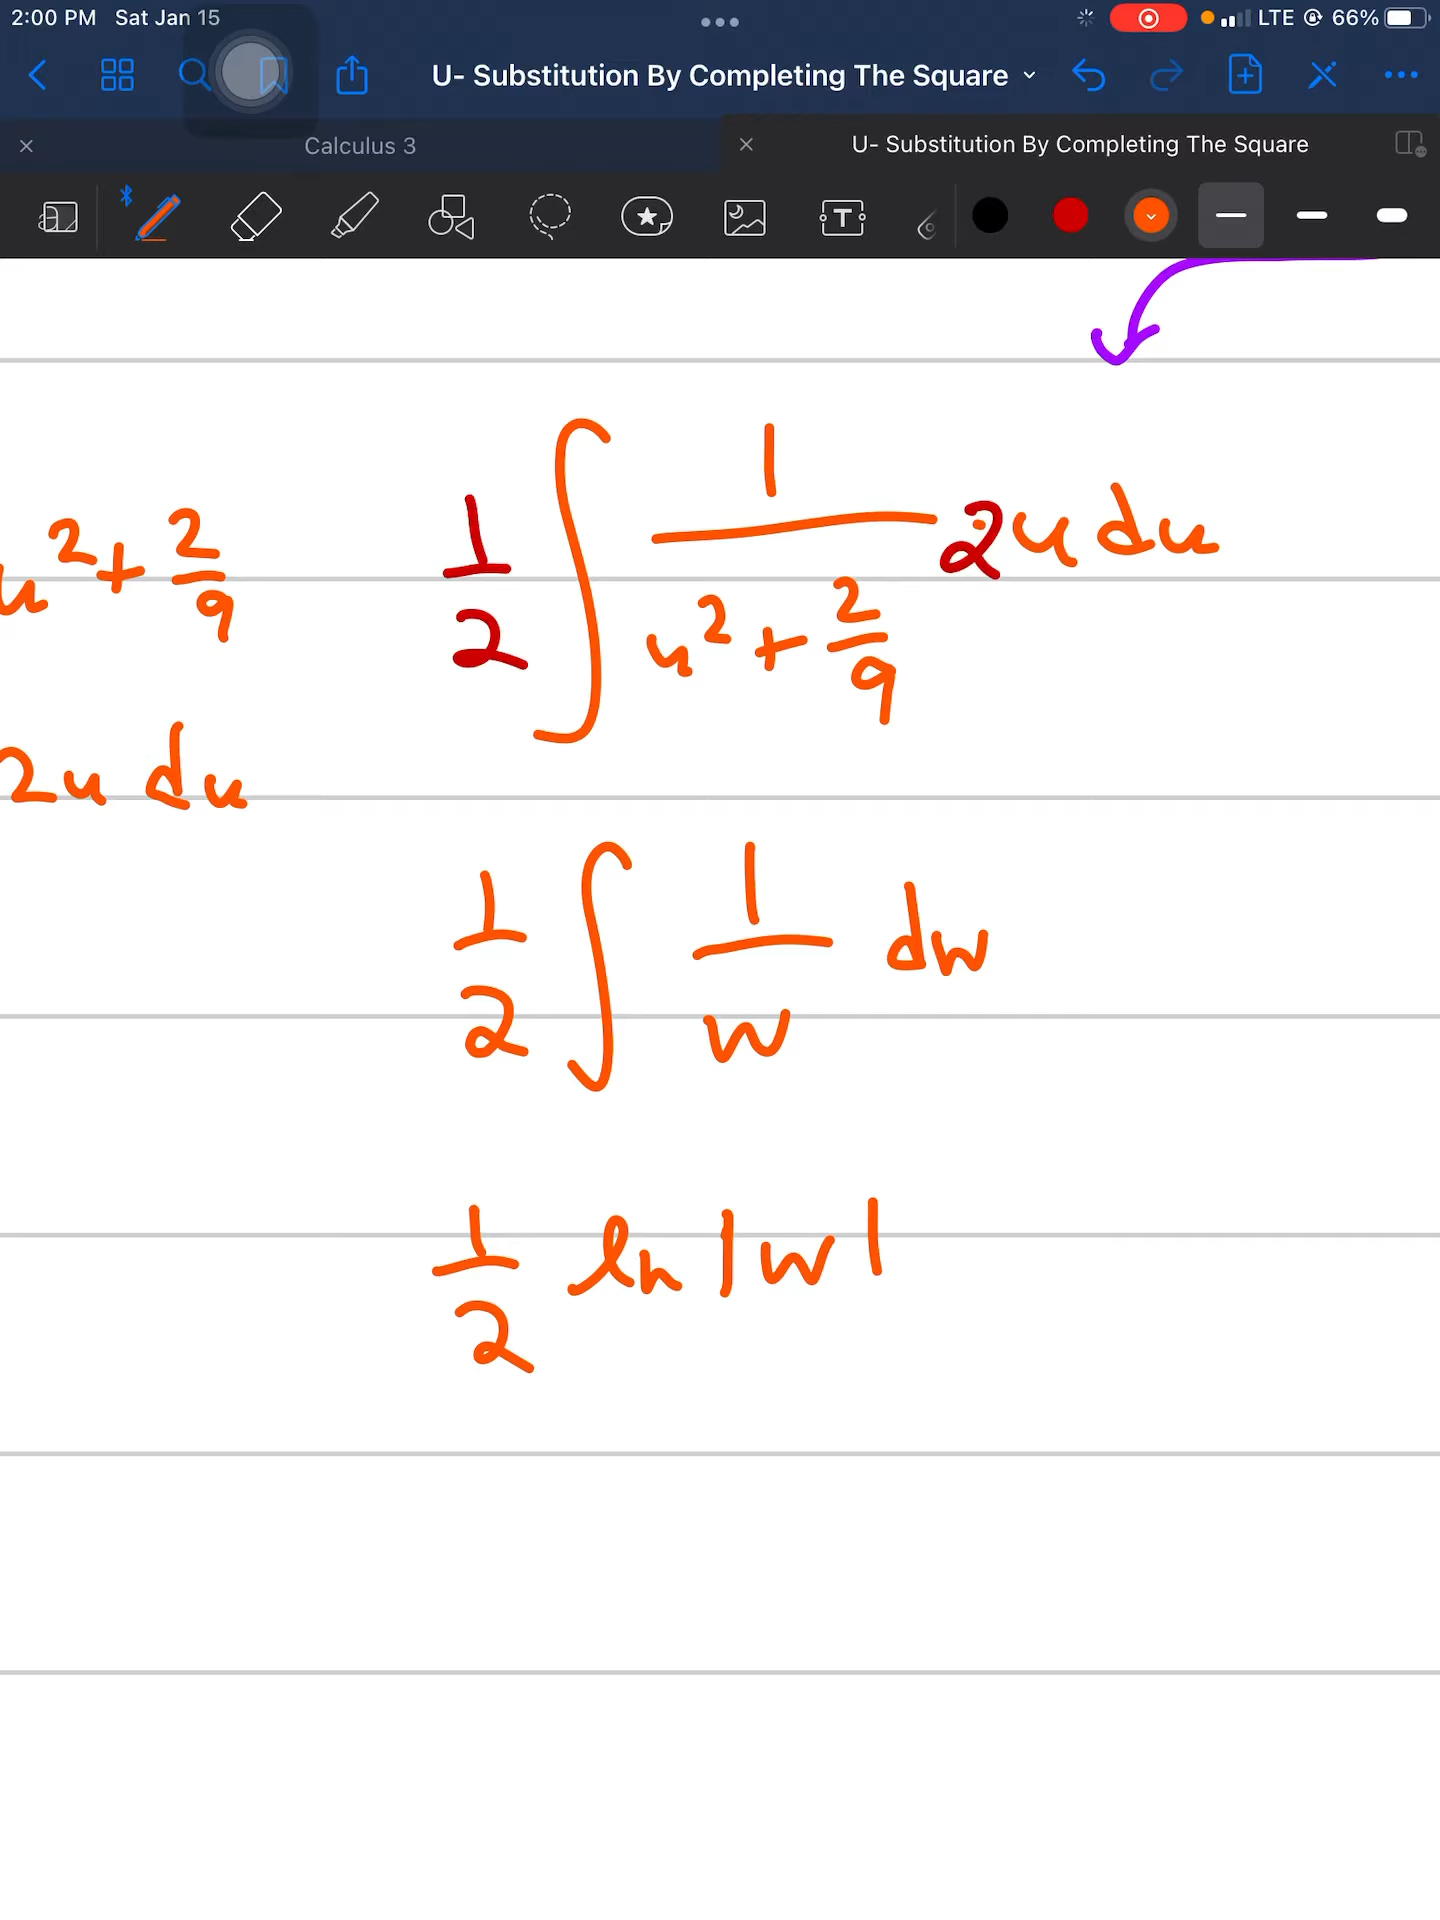 2:00 PM Sat Jan 15
LTE 66%
U- Substitution By Completing The Square
Calculus 3
U- Substitution By Completing The Square
u² + 2/9
1/2 ∫ 1/(u² + 2/9) 2u du
2u du
1/2 ∫ 1/w dw
1/2 ln |w|